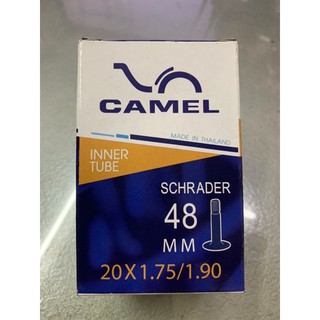 CAMEL
MADE IN THAILAND
INNER
TUBE
SCHRADER
48
MM
20X1.75/1.90